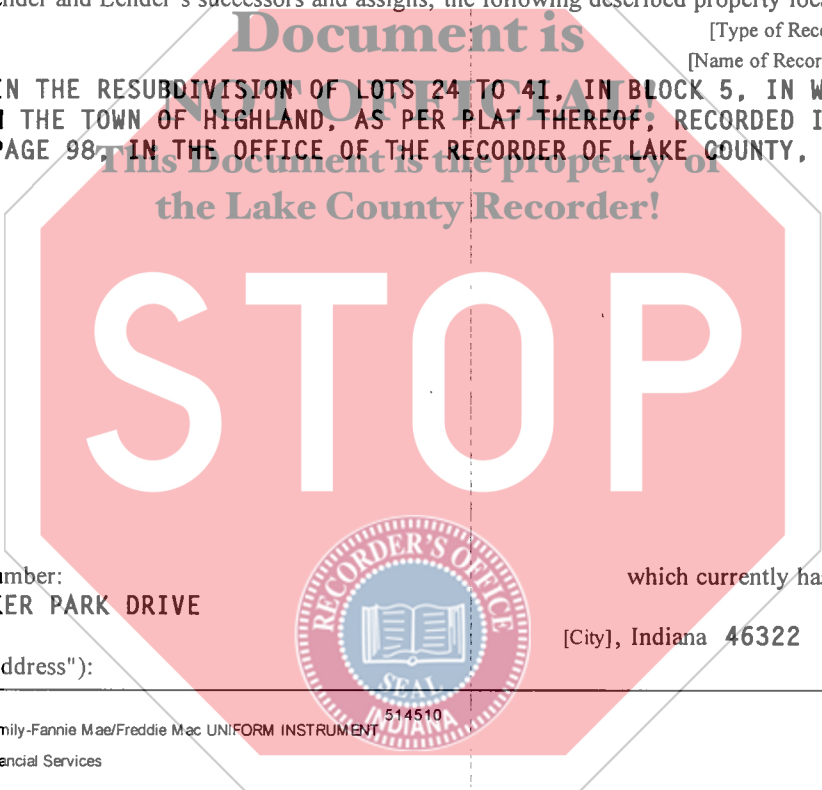 ender and Lender's successors and assigns, the following described property loca
Document is
[Type of Reco
[Name of Recor
IN THE RESUBDIVISION OF LOTS 24 TO 41, IN BLOCK 5, IN W
NOT OFFICIAL!
THE TOWN OF HIGHLAND, AS PER PLAT THEREOF, RECORDED I
PAGE 98, IN THE OFFICE OF THE RECORDER OF LAKE COUNTY,
This Document is the property of
the Lake County Recorder!
STOP
RECORDER'S OFFICE
umber:
which currently ha
KER PARK DRIVE
[City], Indiana 46322
ddress"):
SEAL
INDIANA
514510
mily-Fannie Mae/Freddie Mac UNIFORM INSTRUMENT
ancial Services